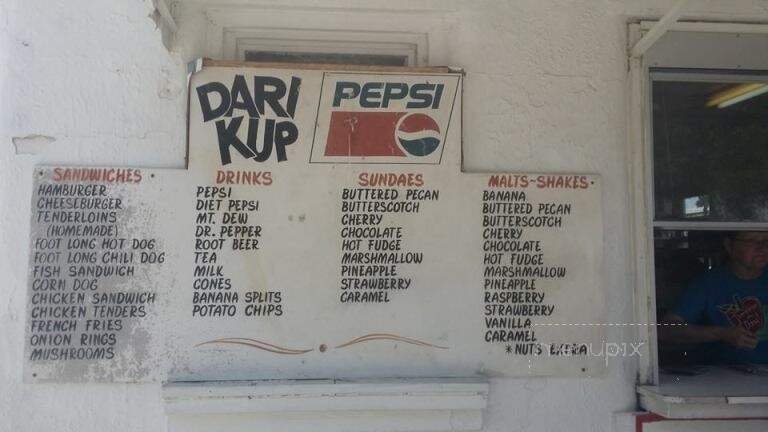 DARI
KUP
PEPSI
SANDWICHES
HAMBURGER
CHEESEBURGER
TENDERLOINS
(HOMEMADE)
FOOT LONG HOT DOG
FOOT LONG CHILI DOG
FISH SANDWICH
CORN DOG
CHICKEN SANDWICH
CHICKEN TENDERS
FRENCH FRIES
ONION RINGS
MUSHROOMS
DRINKS
PEPSI
DIET PEPSI
MT. DEW
DR. PEPPER
ROOT BEER
TEA
MILK
CONES
BANANA SPLITS
POTATO CHIPS
SUNDAES
BUTTERED PECAN
BUTTERSCOTCH
CHERRY
CHOCOLATE
HOT FUDGE
MARSHMALLOW
PINEAPPLE
STRAWBERRY
CARAMEL
MALTS-SHAKES
BANANA
BUTTERED PECAN
BUTTERSCOTCH
CHERRY
CHOCOLATE
HOT FUDGE
MARSHMALLOW
PINEAPPLE
RASPBERRY
STRAWBERRY
VANILLA
CARAMEL
*NUTS EXTRA
menupix